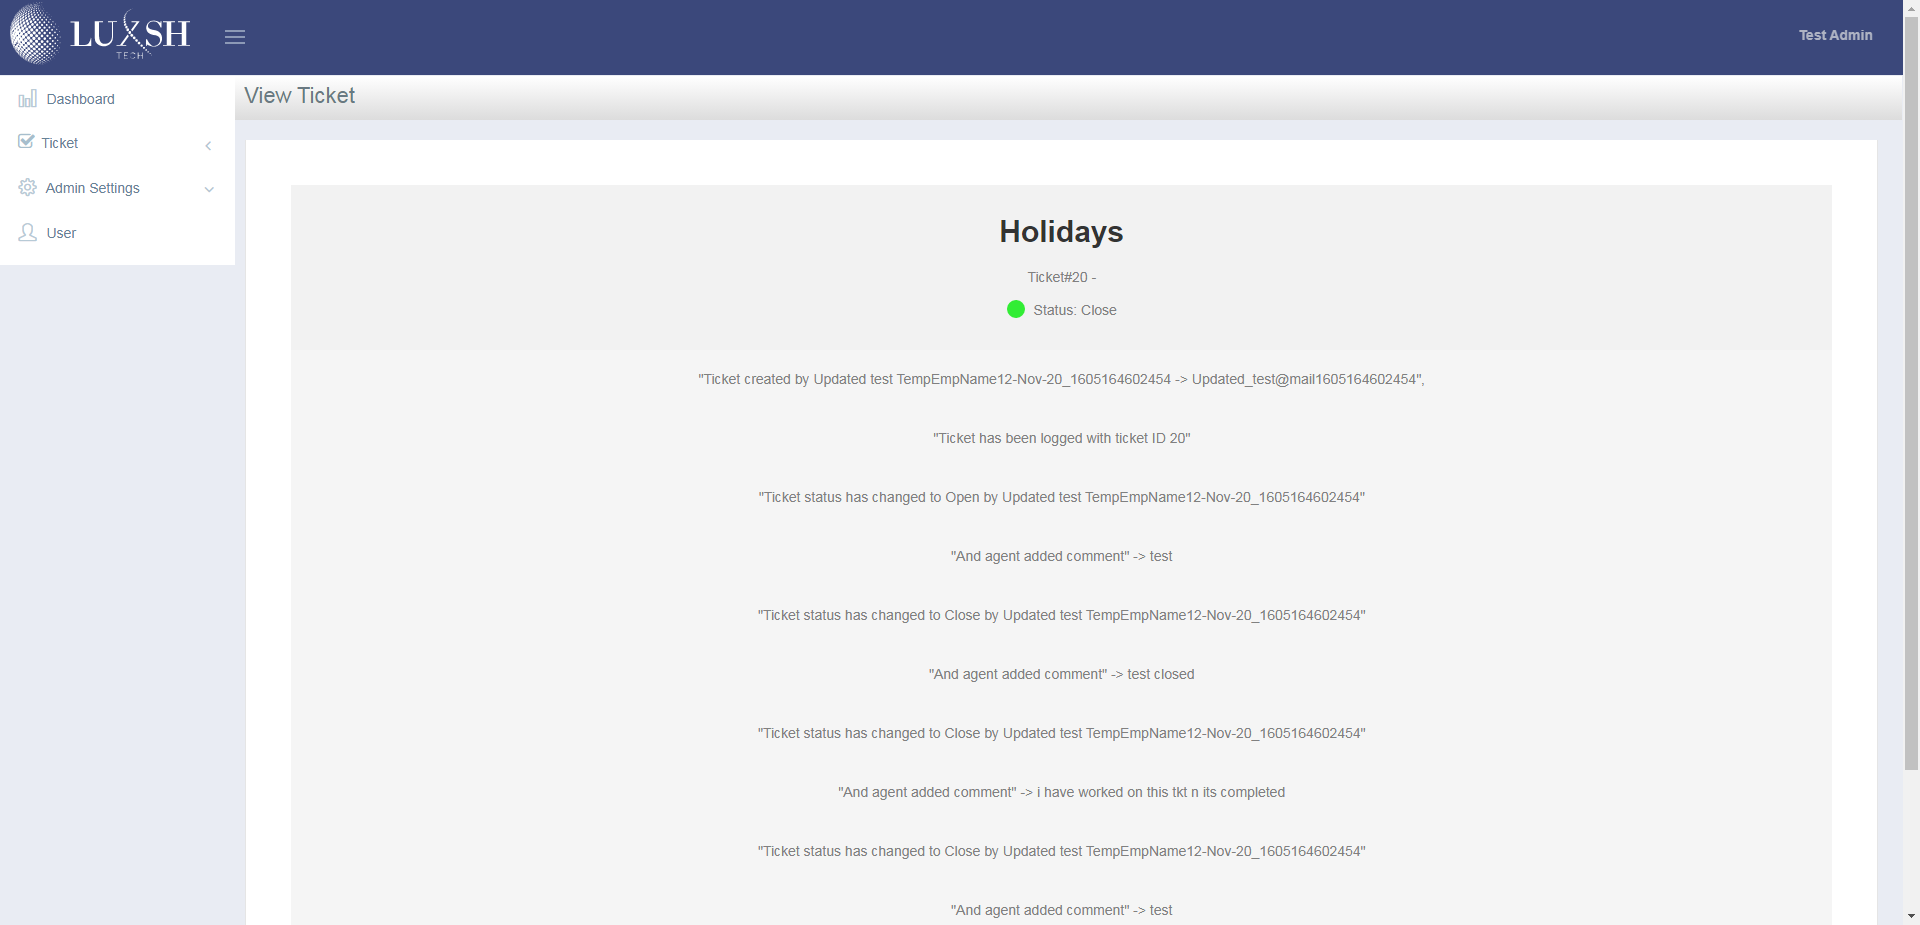 LUXSH
TECH
Test Admin
Dashboard
Ticket
Admin Settings
User
View Ticket
Holidays
Ticket#20 -
Status: Close
"Ticket created by Updated test TempEmpName12-Nov-20_1605164602454 -> Updated_test@mail1605164602454",
"Ticket has been logged with ticket ID 20"
"Ticket status has changed to Open by Updated test TempEmpName12-Nov-20_1605164602454"
"And agent added comment" -> test
"Ticket status has changed to Close by Updated test TempEmpName12-Nov-20_1605164602454"
"And agent added comment" -> test closed
"Ticket status has changed to Close by Updated test TempEmpName12-Nov-20_1605164602454"
"And agent added comment" -> i have worked on this tkt n its completed
"Ticket status has changed to Close by Updated test TempEmpName12-Nov-20_1605164602454"
"And agent added comment" -> test